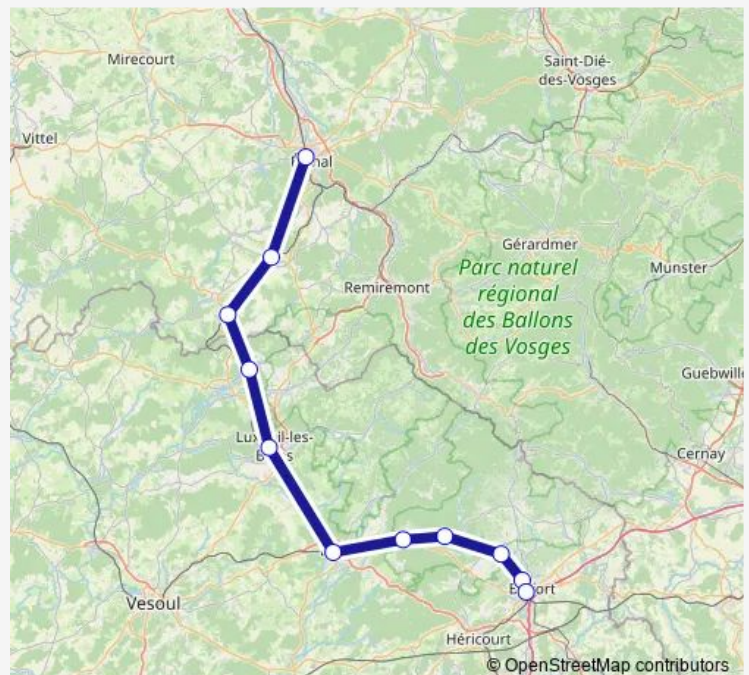 Mirecourt
Saint-Dié-
des-Vosges
Vittel
Gérardmer
Parc naturel
régional
des Ballons
des Vosges
Munster
Remiremont
Guebwille
Cernay
Vesoul
Héricourt
© OpenStreetMap contributors